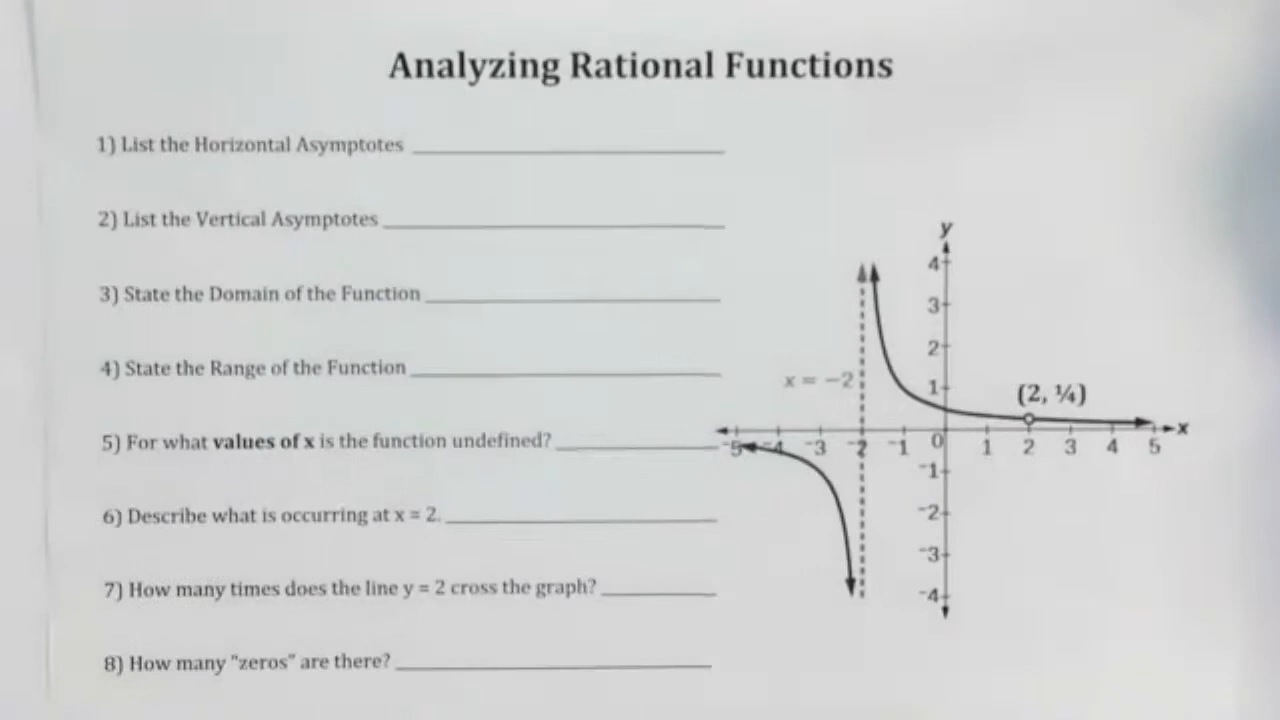 Analyzing Rational Functions
1) List the Horizontal Asymptotes
2) List the Vertical Asymptotes
3) State the Domain of the Function
4) State the Range of the Function
5) For what values of x is the function undefined?
6) Describe what is occurring at x = 2.
7) How many times does the line y = 2 cross the graph?
8) How many "zeros" are there?
y
4
3
2
x = −2
1
(2, ¼)
x
-5 -4 -3 -2 -1 0 1 2 3 4 5
-1
-2
-3
-4